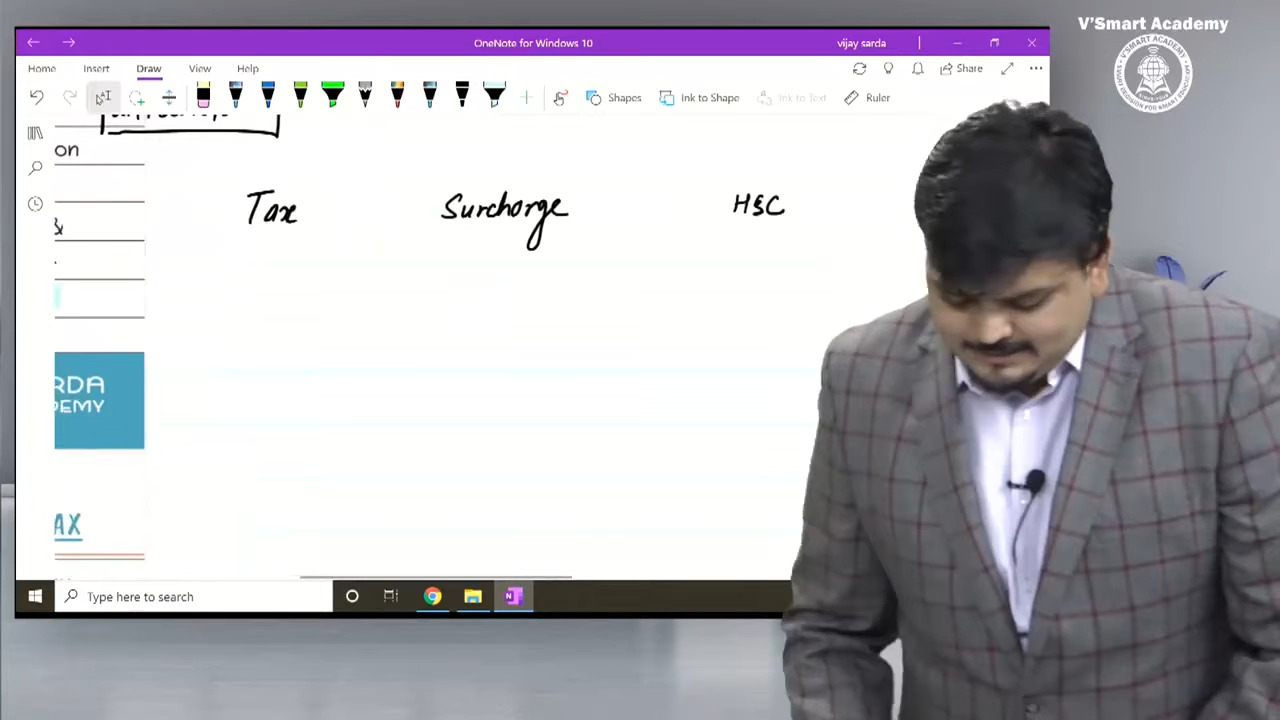 V'Smart Academy
OneNote for Windows 10
vijay sarda
Home Insert Draw View Help
Share
Shapes
Ink to Shape
Ink to Text
Ruler
on
&
Tax Surcharge H&C
RDA
DEMY
AX
Type here to search